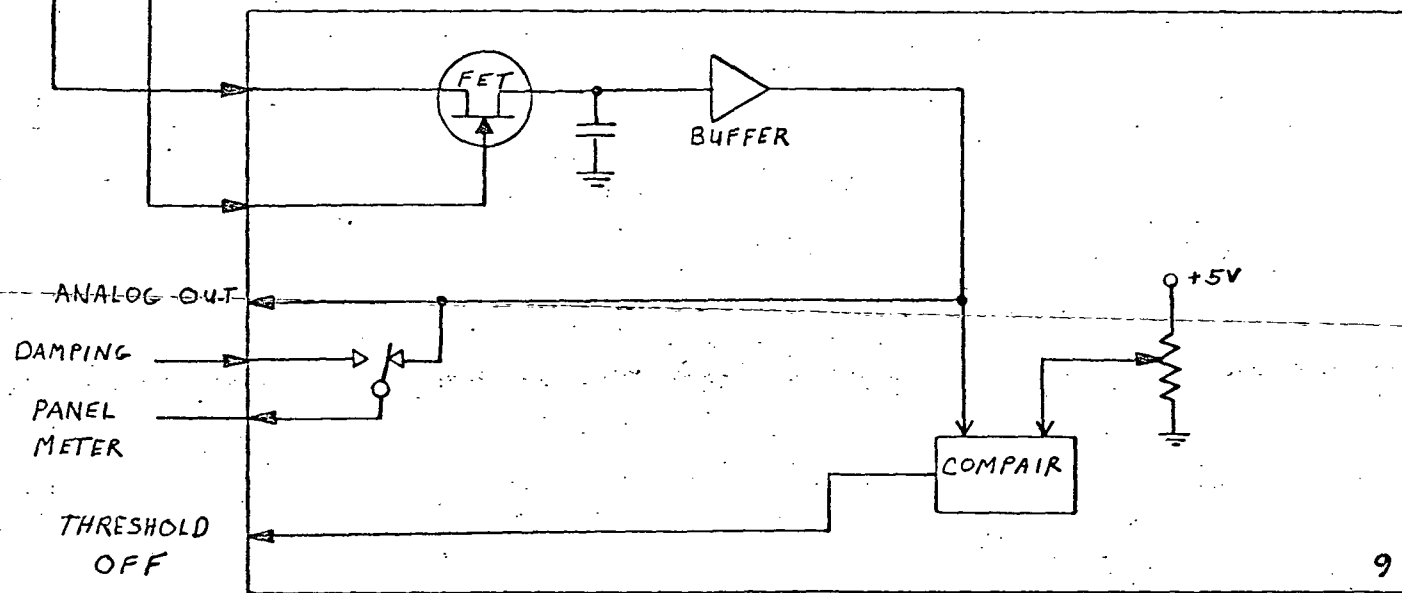 FET
BUFFER
ANALOG OUT
+5V
DAMPING
PANEL
METER
COMPAIR
THRESHOLD
OFF
9